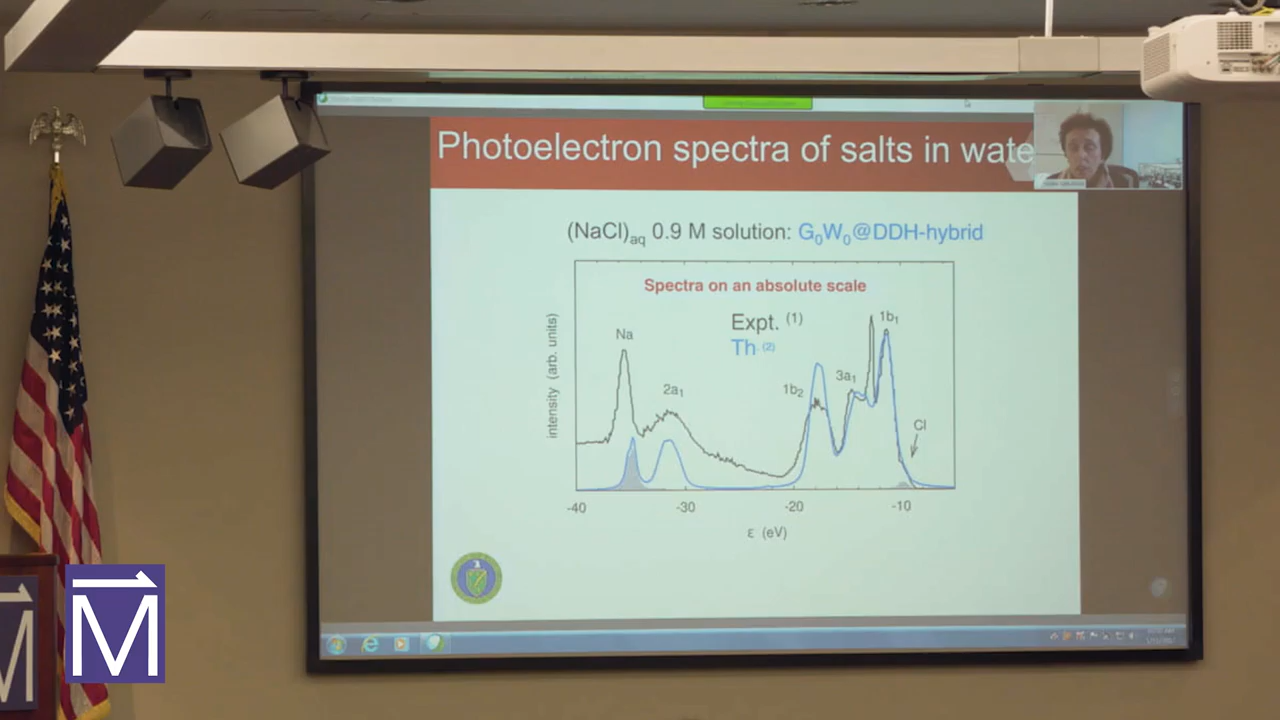 Photoelectron spectra of salts in wate
(NaCl)aq 0.9 M solution: G0W0@DDH-hybrid
Spectra on an absolute scale
Expt. (1)
Th (2)
Na
2a1
1b2
3a1
1b1
Cl
intensity (arb. units)
-40 -30 -20 -10
ε (eV)
M
M